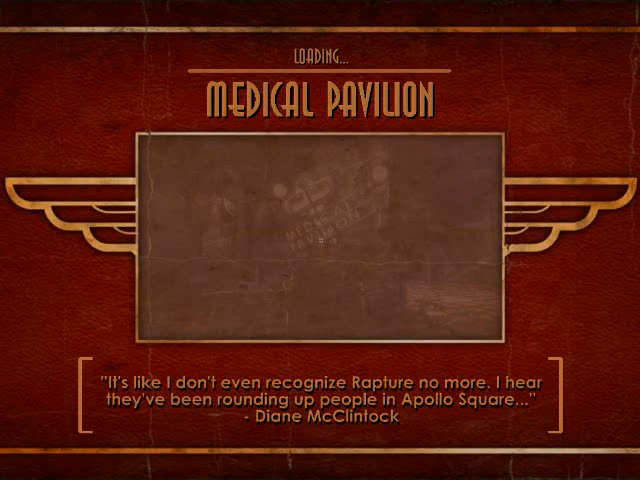 LOADING...
MEDICAL PAVILION
MEDICAL
PAVILION
"It's like I don't even recognize Rapture no more. I hear
they've been rounding up people in Apollo Square..."
- Diane McClintock